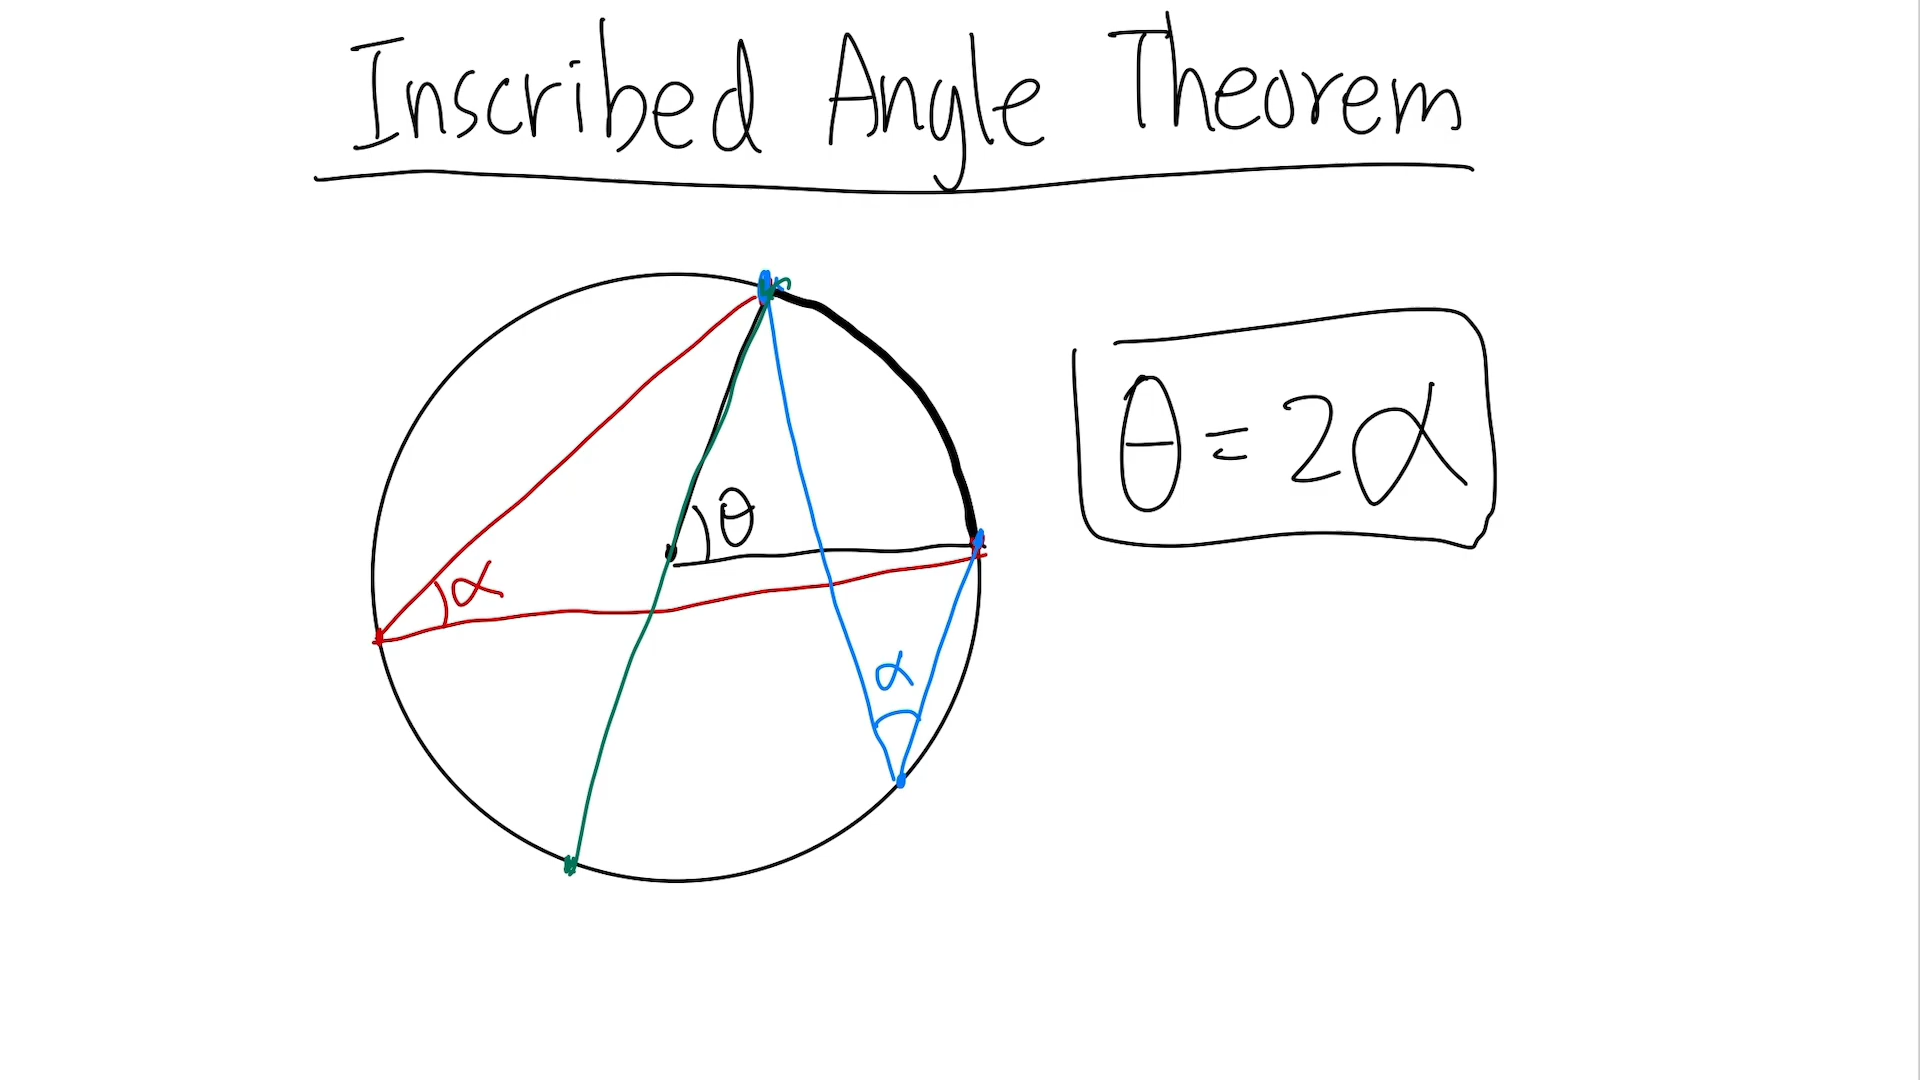 Inscribed Angle Theorem
θ = 2α
θ
α
α